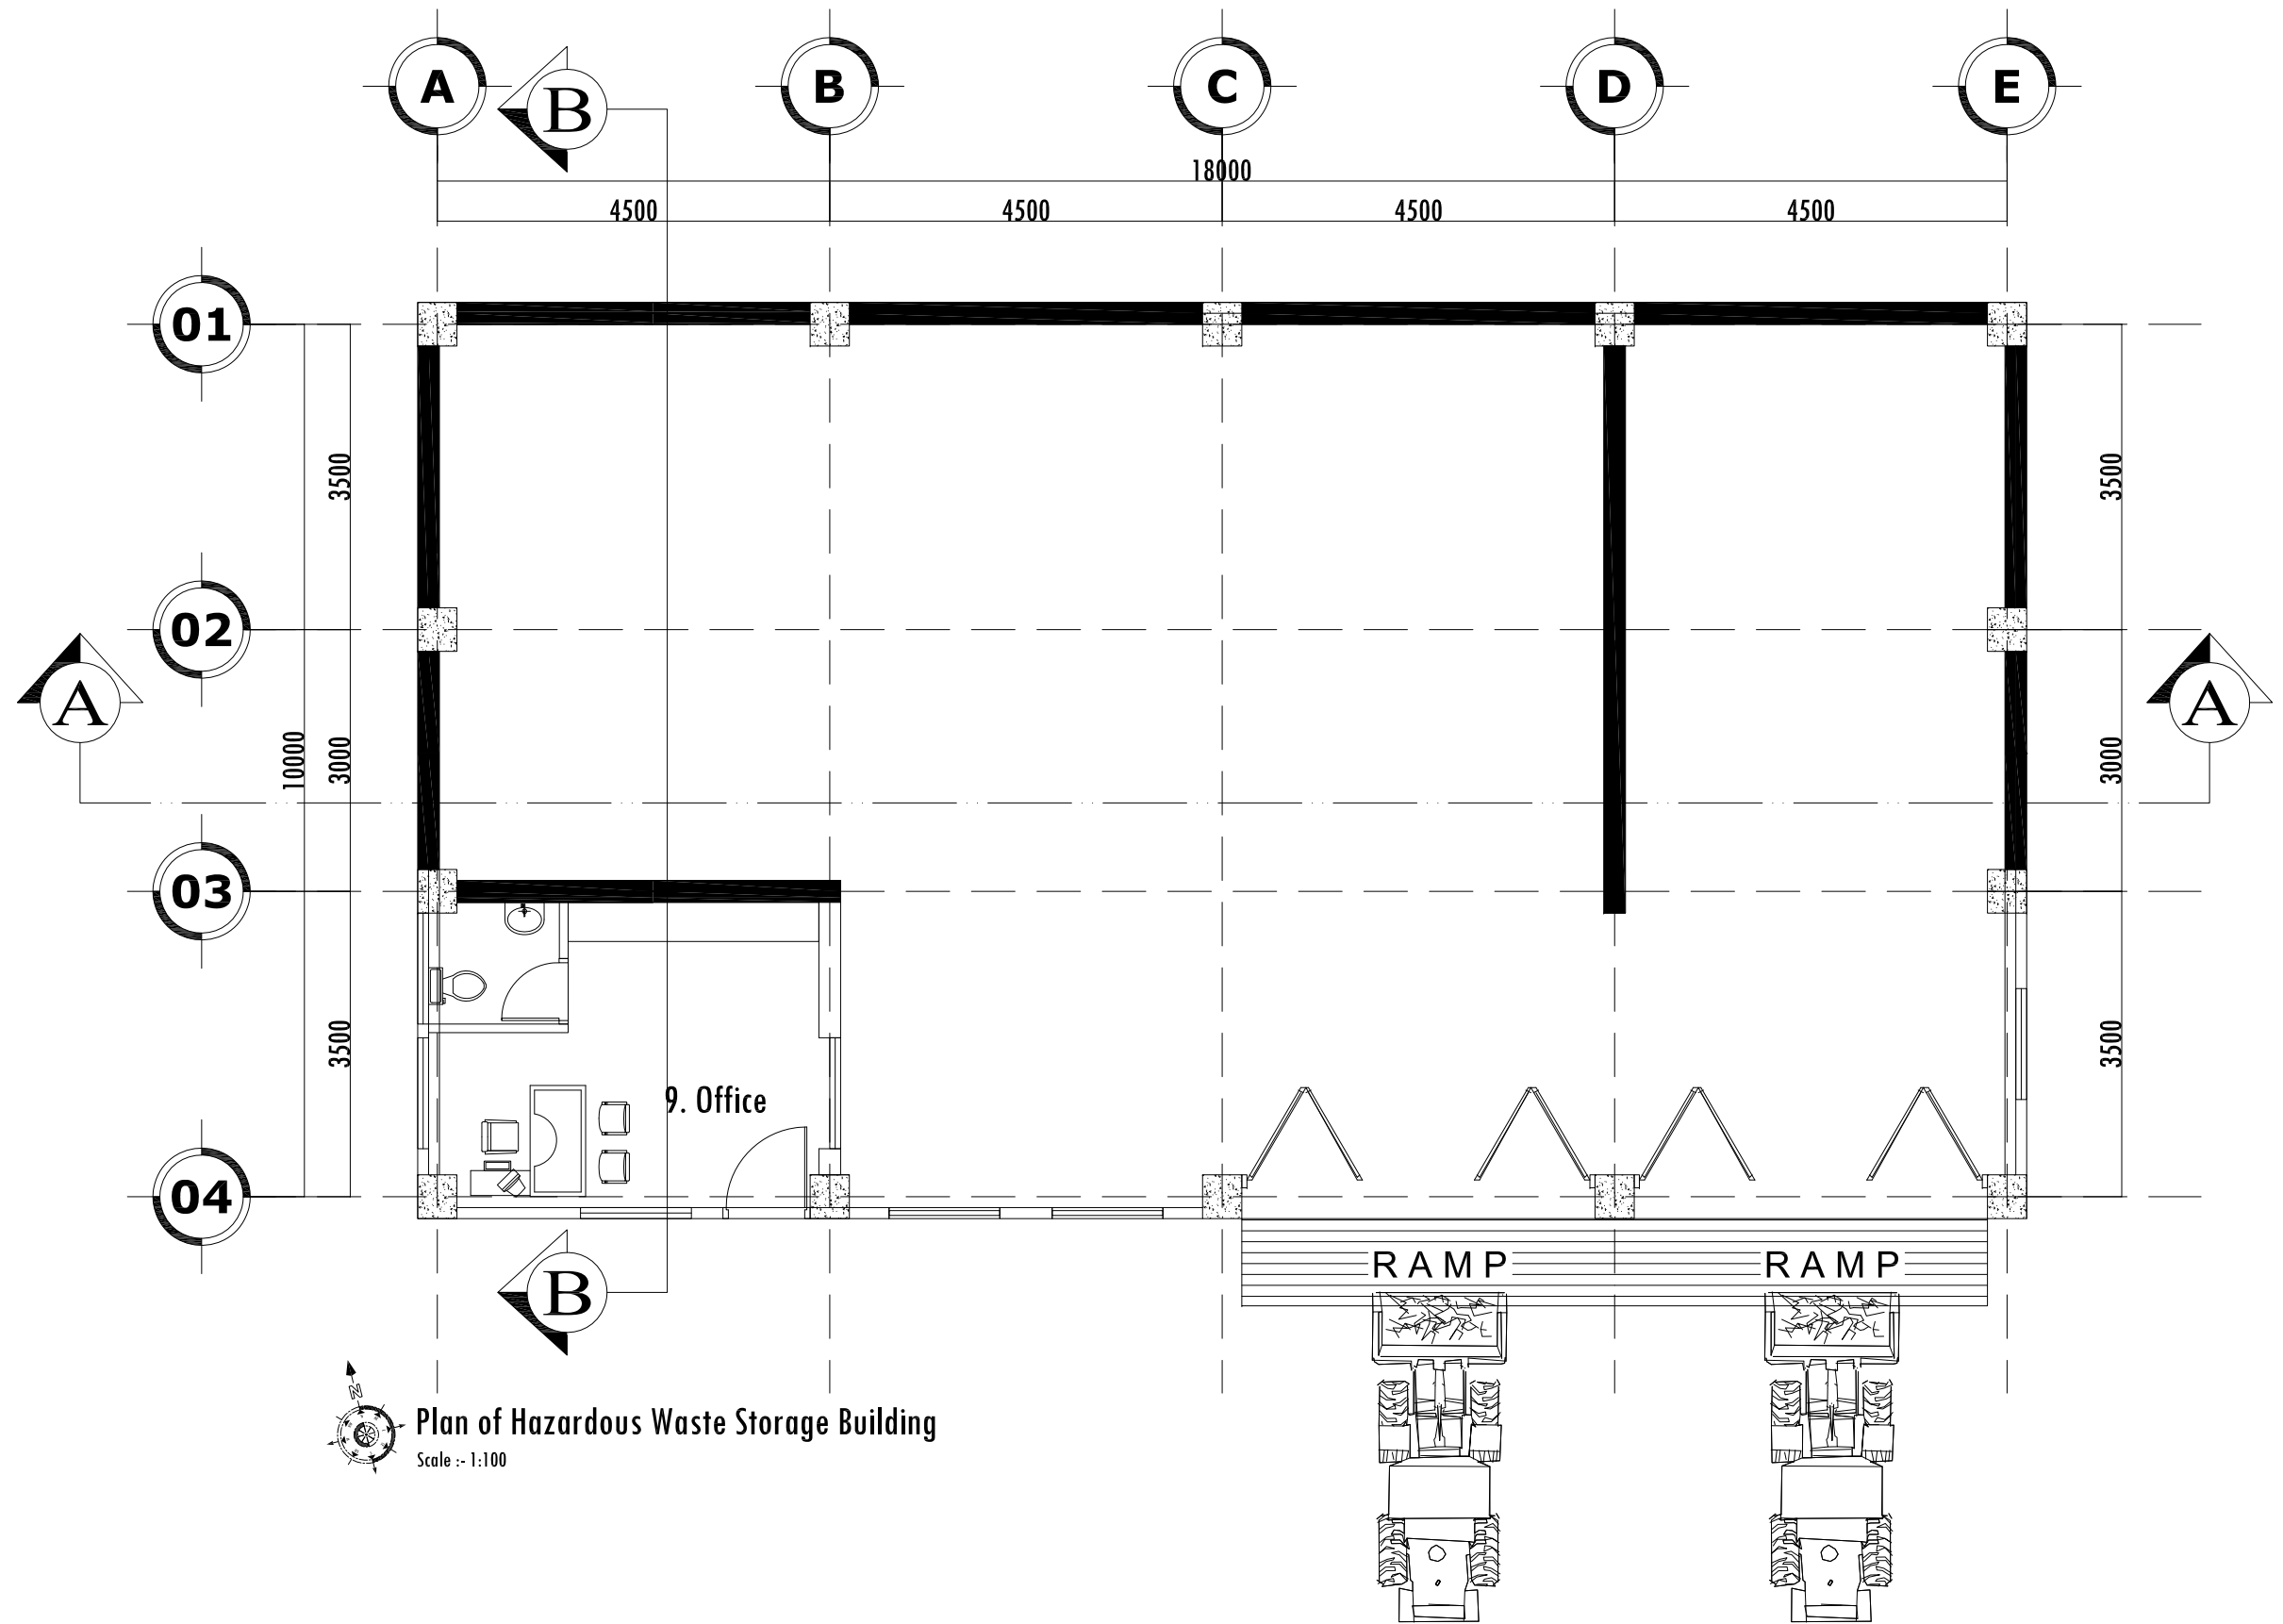 A B B C D E
18000
4500 4500 4500 4500
01
3500 3500
02
A A
10000 3000 3000
03
3500 3500
9. Office
04
RAMP RAMP
B
N
Plan of Hazardous Waste Storage Building
Scale :- 1:100